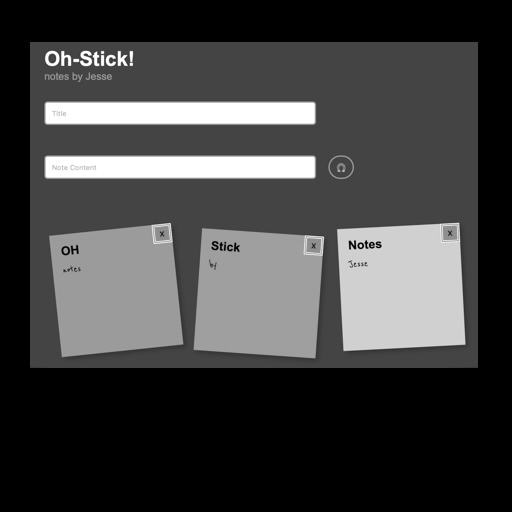 Oh-Stick!
notes by Jesse
Title
Note Content
OH
X
notes
Stick
X
by
Notes
X
Jesse